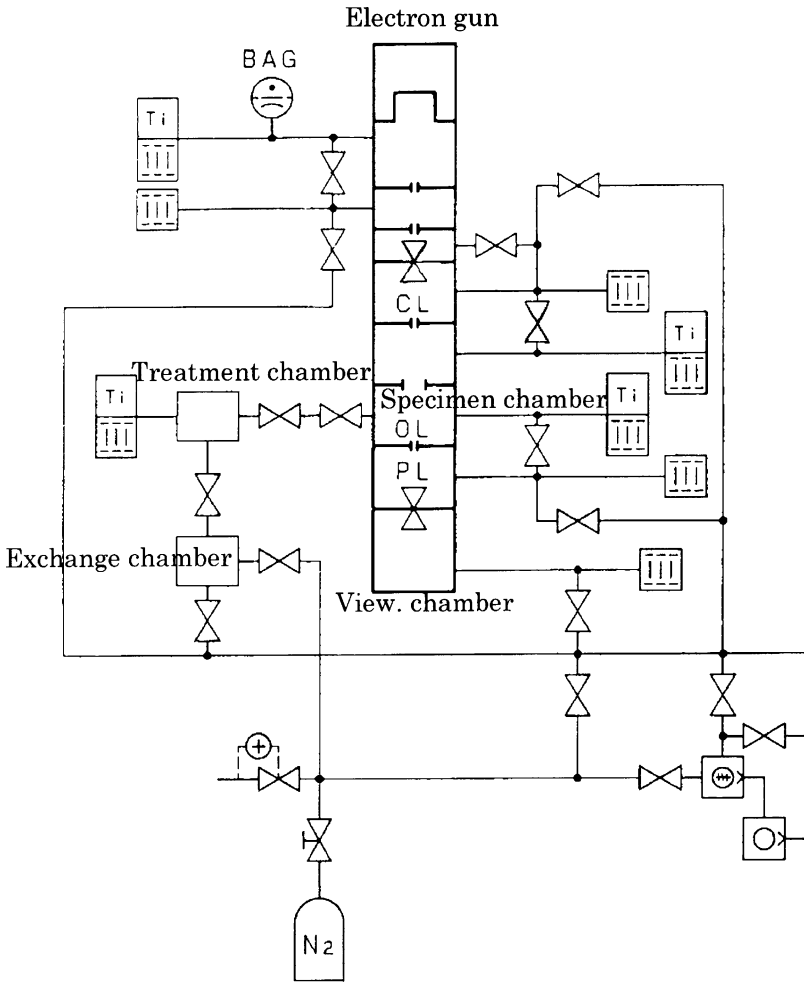 Electron gun
BAG
Ti
CL
Ti
Treatment chamber
Ti
Specimen chamber
Ti
OL
PL
Exchange chamber
View. chamber
N2